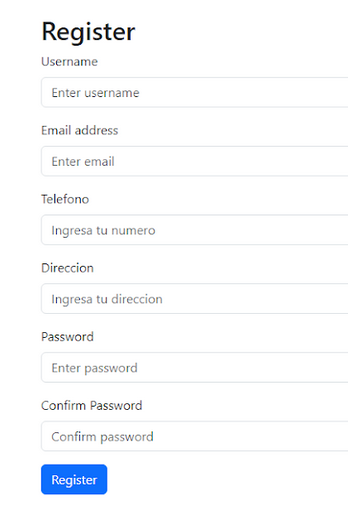 Register
Username
Enter username
Email address
Enter email
Telefono
Ingresa tu numero
Direccion
Ingresa tu direccion
Password
Enter password
Confirm Password
Confirm password
Register